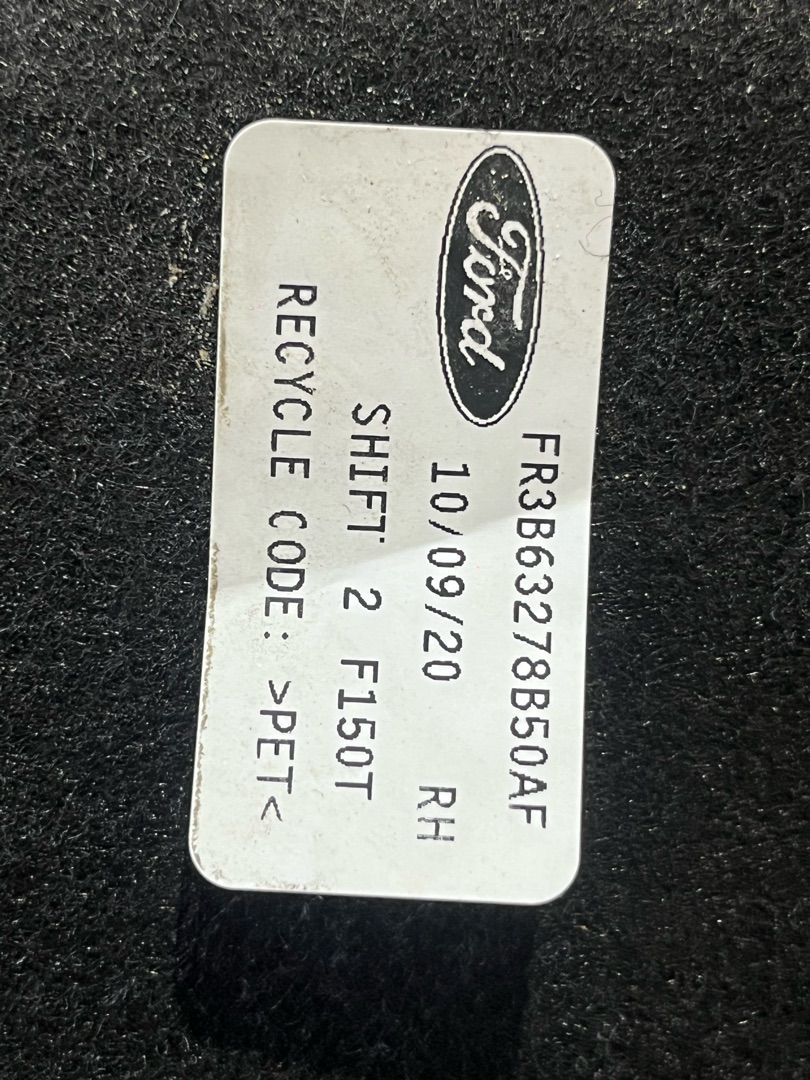 Ford
FR3B63278B50AF
10/09/20 RH
SHIFT 2 F150T
RECYCLE CODE: >PET<